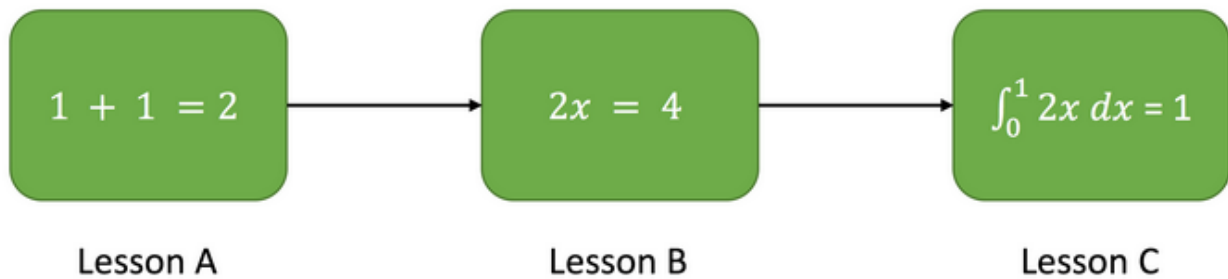 1 + 1 = 2
2x = 4
∫₀¹ 2x dx = 1
Lesson A
Lesson B
Lesson C